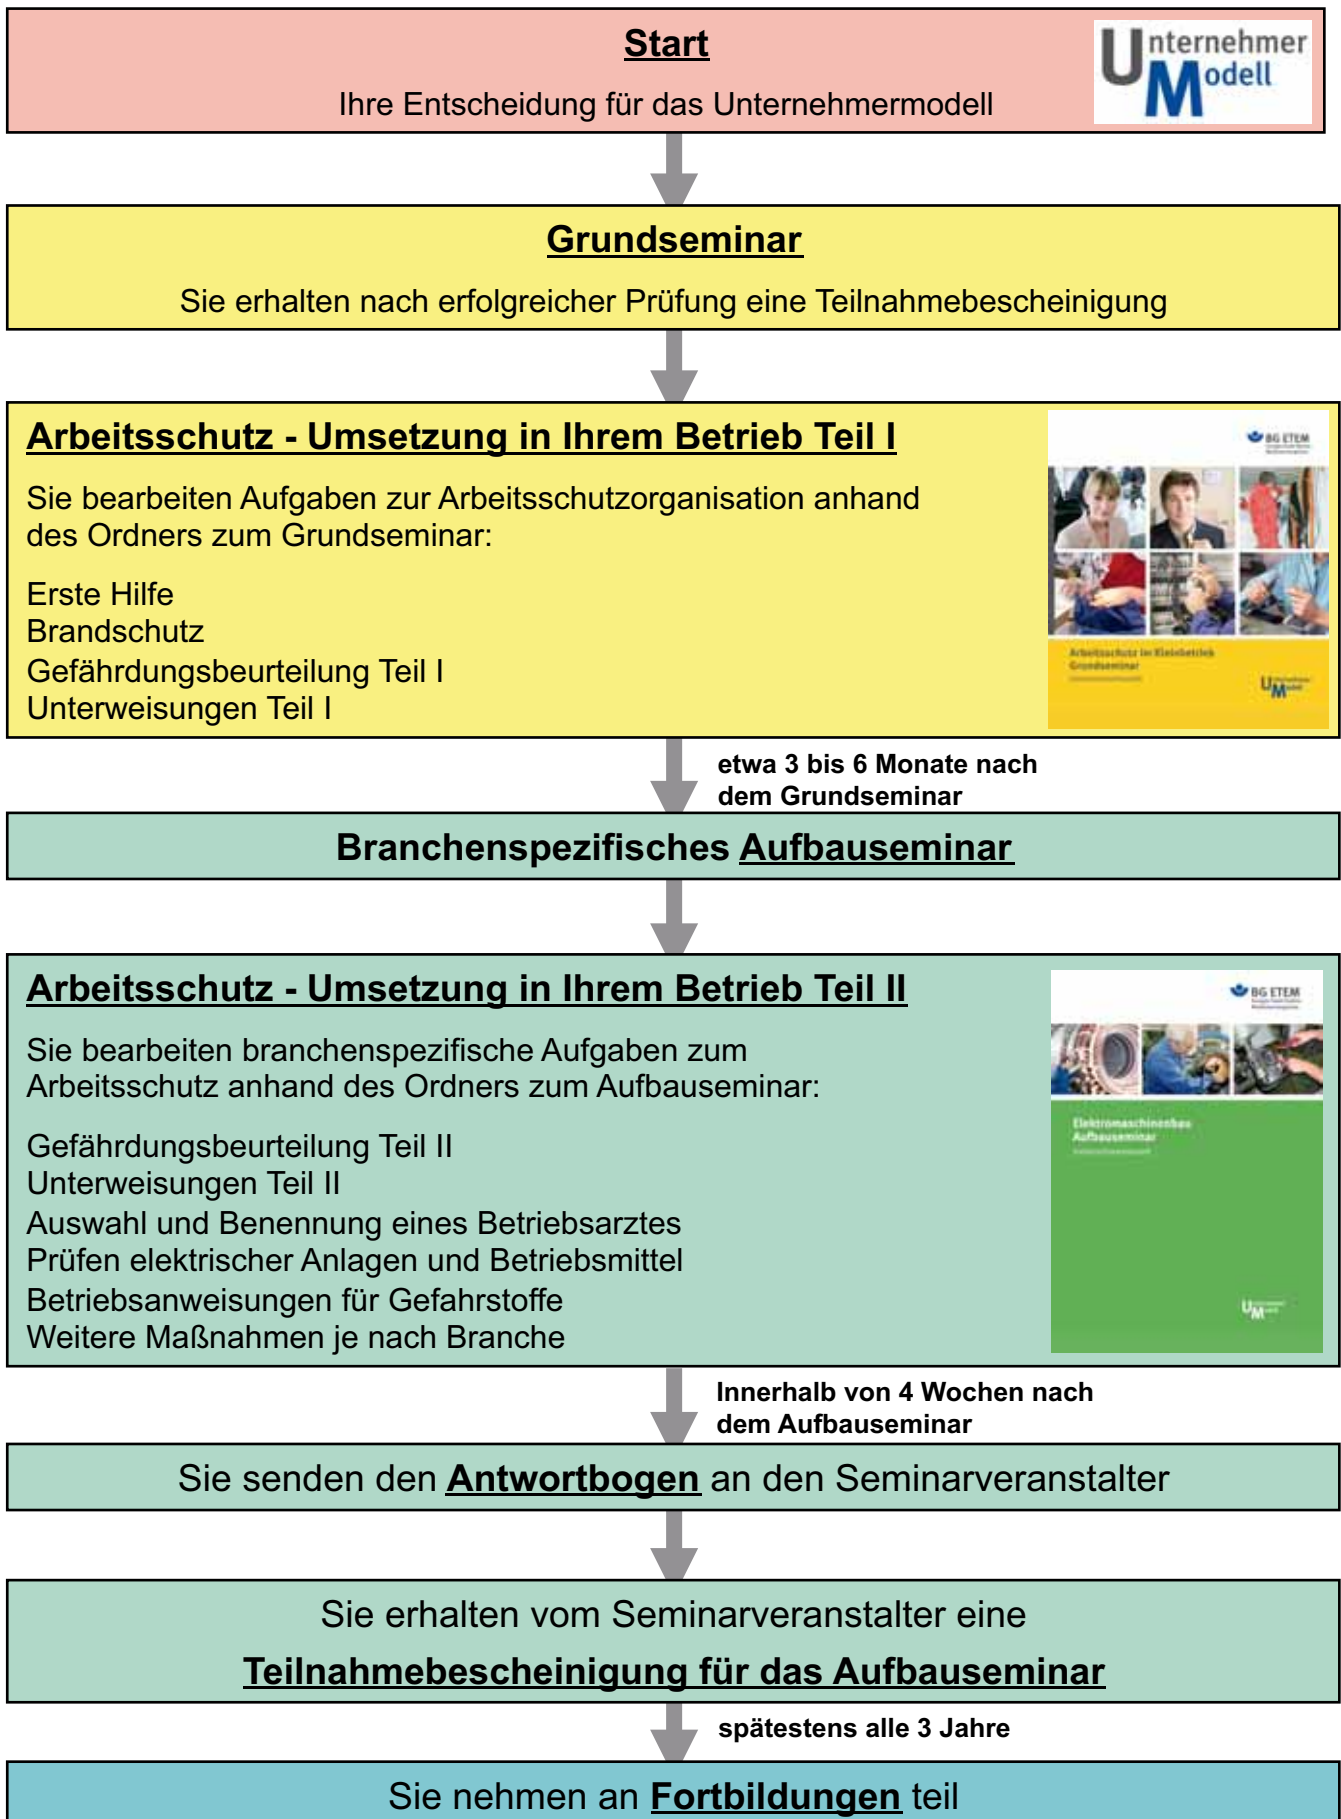 Start
Ihre Entscheidung für das Unternehmermodell
Unternehmer
Modell
Grundseminar
Sie erhalten nach erfolgreicher Prüfung eine Teilnahmebescheinigung
Arbeitsschutz - Umsetzung in Ihrem Betrieb Teil I
Sie bearbeiten Aufgaben zur Arbeitsschutzorganisation anhand
des Ordners zum Grundseminar:
Erste Hilfe
Brandschutz
Gefährdungsbeurteilung Teil I
Unterweisungen Teil I
BG ETEM
Arbeitsschutz im Kleinbetrieb
Grundseminar
etwa 3 bis 6 Monate nach
dem Grundseminar
Branchenspezifisches Aufbauseminar
Arbeitsschutz - Umsetzung in Ihrem Betrieb Teil II
Sie bearbeiten branchenspezifische Aufgaben zum
Arbeitsschutz anhand des Ordners zum Aufbauseminar:
Gefährdungsbeurteilung Teil II
Unterweisungen Teil II
Auswahl und Benennung eines Betriebsarztes
Prüfen elektrischer Anlagen und Betriebsmittel
Betriebsanweisungen für Gefahrstoffe
Weitere Maßnahmen je nach Branche
BG ETEM
Elektromaschinenbau
Aufbauseminar
Innerhalb von 4 Wochen nach
dem Aufbauseminar
Sie senden den Antwortbogen an den Seminarveranstalter
Sie erhalten vom Seminarveranstalter eine
Teilnahmebescheinigung für das Aufbauseminar
spätestens alle 3 Jahre
Sie nehmen an Fortbildungen teil